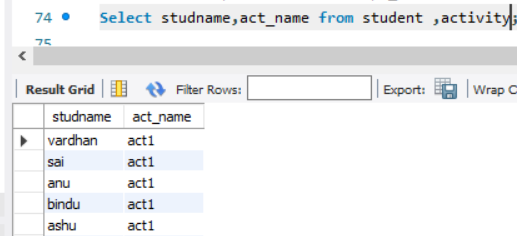 74 Select studname,act_name from student ,activity;
75
Result Grid Filter Rows: Export: Wrap C
studname act_name
vardhan act1
sai act1
anu act1
bindu act1
ashu act1